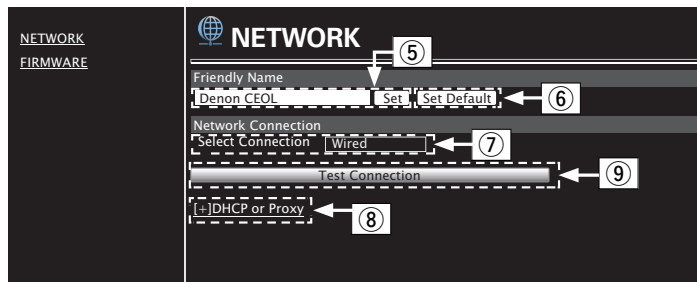 NETWORK
FIRMWARE
NETWORK
⑤
Friendly Name
Denon CEOL Set Set Default ⑥
Network Connection
Select Connection Wired ⑦
Test Connection ⑨
[+]DHCP or Proxy ⑧